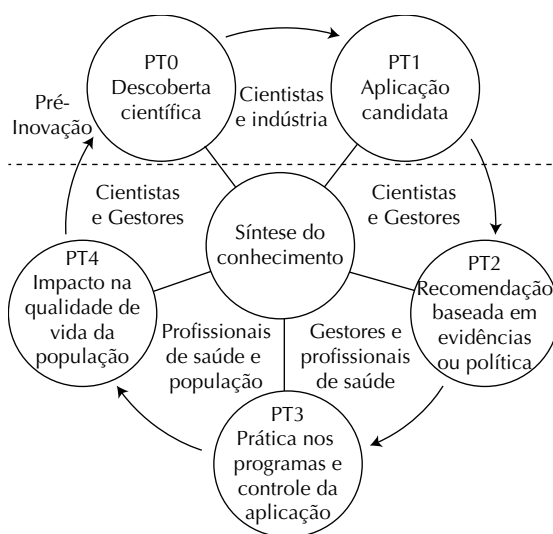 PT0
Descoberta
científica
PT1
Aplicação
candidata
Cientistas
e indústria
Pré-
Inovação
Cientistas
e Gestores
Cientistas
e Gestores
Síntese do
conhecimento
PT4
Impacto na
qualidade de
vida da
população
PT2
Recomendação
baseada em
evidências
ou política
Profissionais
de saúde e
população
Gestores e
profissionais
de saúde
PT3
Prática nos
programas e
controle da
aplicação